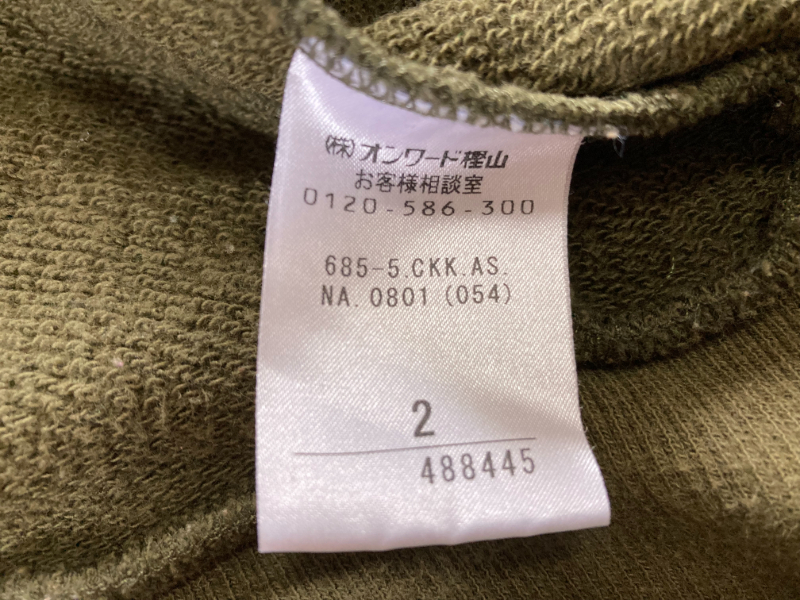 (株)オンワード樫山
お客様相談室
0120-586-300
685-5.CKK.AS.
NA.0801(054)
2
488445